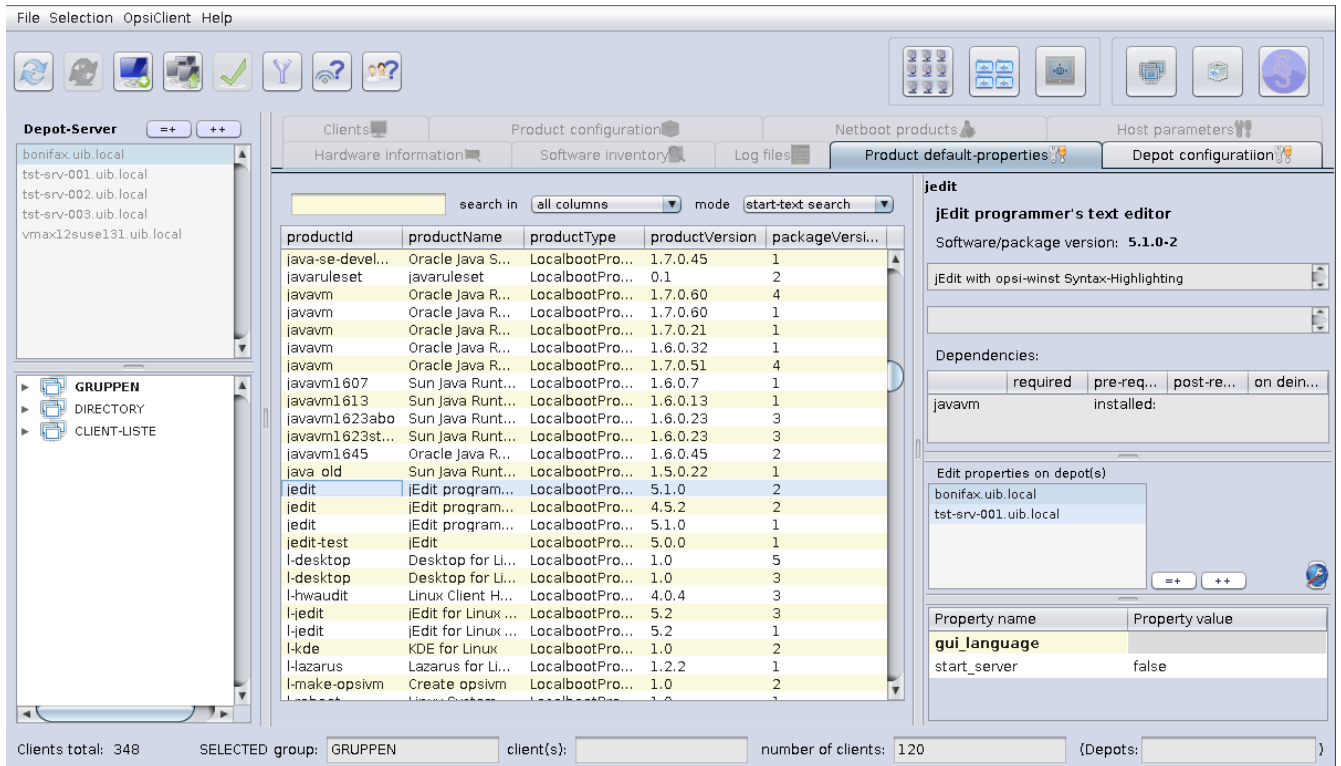 File Selection OpsiClient Help
Depot-Server =+ ++
bonifax.uib.local
tst-srv-001.uib.local
tst-srv-002.uib.local
tst-srv-003.uib.local
vmax12suse131.uib.local
GRUPPEN
DIRECTORY
CLIENT-LISTE
Clients Product configuration Netboot products Host parameters
Hardware information Software inventory Log files Product default-properties Depot configuratiion
search in all columns mode start-text search
productId productName productType productVersion packageVersi...
java-se-devel... Oracle Java S... LocalbootPro... 1.7.0.45 1
javaruleset javaruleset LocalbootPro... 0.1 2
javavm Oracle Java R... LocalbootPro... 1.7.0.60 4
javavm Oracle Java R... LocalbootPro... 1.7.0.60 1
javavm Oracle Java R... LocalbootPro... 1.7.0.21 1
javavm Oracle Java R... LocalbootPro... 1.6.0.32 1
javavm Oracle Java R... LocalbootPro... 1.7.0.51 4
javavm1607 Sun Java Runt... LocalbootPro... 1.6.0.7 1
javavm1613 Sun Java Runt... LocalbootPro... 1.6.0.13 1
javavm1623abo Sun Java Runt... LocalbootPro... 1.6.0.23 3
javavm1623st... Sun Java Runt... LocalbootPro... 1.6.0.23 3
javavm1645 Oracle Java R... LocalbootPro... 1.6.0.45 2
java_old Sun Java Runt... LocalbootPro... 1.5.0.22 1
jedit jEdit program... LocalbootPro... 5.1.0 2
jedit jEdit program... LocalbootPro... 4.5.2 2
jedit jEdit program... LocalbootPro... 5.1.0 1
jedit-test jEdit LocalbootPro... 5.0.0 1
l-desktop Desktop for Li... LocalbootPro... 1.0 5
l-desktop Desktop for Li... LocalbootPro... 1.0 3
l-hwaudit Linux Client H... LocalbootPro... 4.0.4 3
l-jedit jEdit for Linux ... LocalbootPro... 5.2 3
l-jedit jEdit for Linux ... LocalbootPro... 5.2 1
l-kde KDE for Linux LocalbootPro... 1.0 2
l-lazarus Lazarus for Li... LocalbootPro... 1.2.2 1
l-make-opsivm Create opsivm LocalbootPro... 1.0 2
jedit
jEdit programmer's text editor
Software/package version: 5.1.0-2
jEdit with opsi-winst Syntax-Highlighting
Dependencies:
required pre-req... post-re... on dein...
javavm installed:
Edit properties on depot(s)
bonifax.uib.local
tst-srv-001.uib.local
=+ ++
Property name Property value
gui_language
start_server false
Clients total: 348 SELECTED group: GRUPPEN client(s): number of clients: 120 (Depots: )